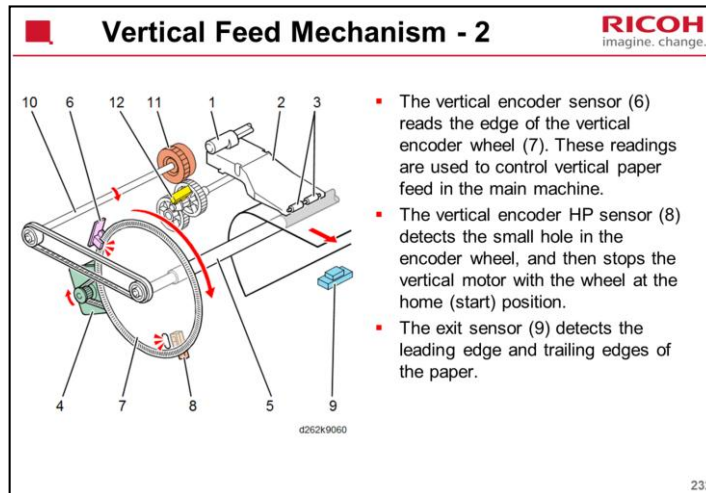 Vertical Feed Mechanism - 2
RICOH
imagine. change.
10 6 12 11 1 2 3
4 7 8 5 9
d262k9060
▪ The vertical encoder sensor (6)
reads the edge of the vertical
encoder wheel (7). These readings
are used to control vertical paper
feed in the main machine.
▪ The vertical encoder HP sensor (8)
detects the small hole in the
encoder wheel, and then stops the
vertical motor with the wheel at the
home (start) position.
▪ The exit sensor (9) detects the
leading edge and trailing edges of
the paper.